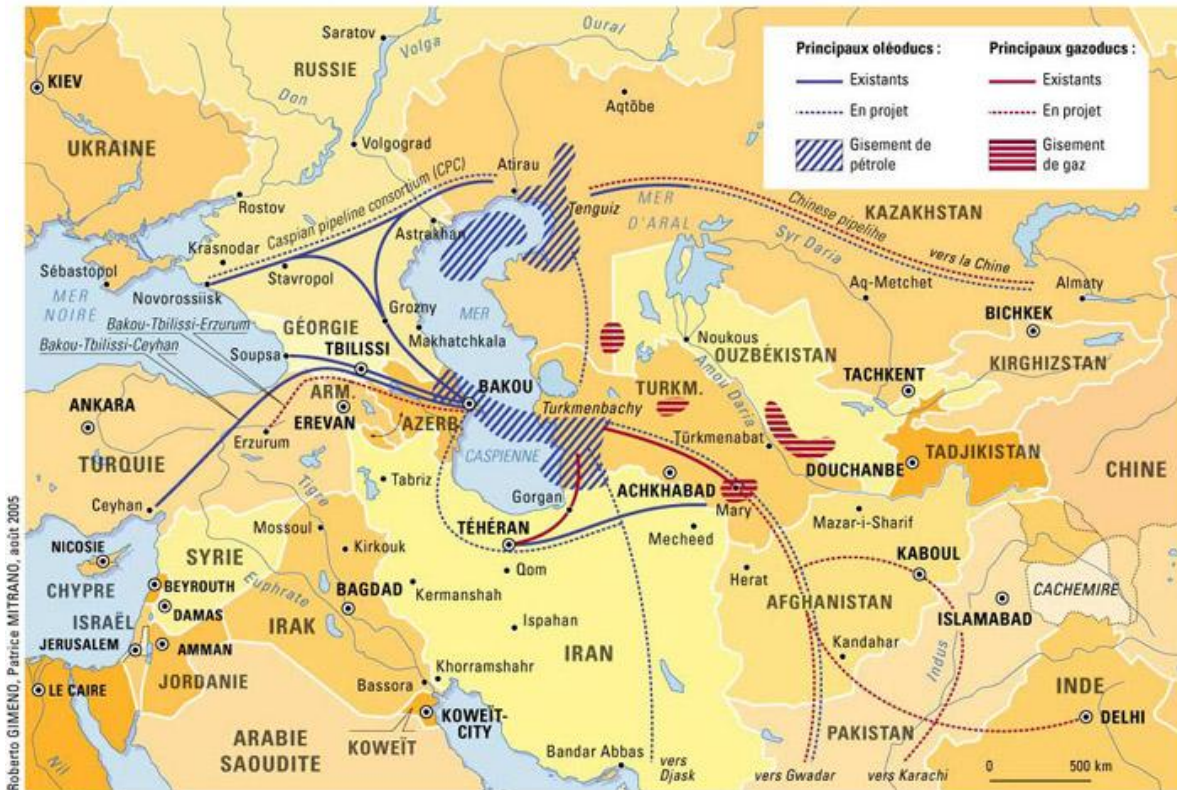 Principaux oléoducs :
Existants
En projet
Gisement de
pétrole
Principaux gazoducs :
Existants
En projet
Gisement
de gaz
Saratov
Volga
Oural
RUSSIE
KIEV
Don
Aqtõbe
UKRAINE
Volgograd
Atirau
Rostov
Caspian pipeline consortium (CPC)
Tenguiz
MER
D'ARAL
Chinese pipelihe
KAZAKHSTAN
Krasnodar
Astrakhan
Syr Daria
vers la Chine
Sébastopol
Stavropol
Aq-Metchet
Almaty
MER
NOIRE
Novorossiisk
Grozny
MER
BICHKEK
Bakou-Tbilissi-Erzurum
GÉORGIE
Makhatchkala
Noukous
Bakou-Tbilissi-Ceyhan
TBILISSI
OUZBÉKISTAN
KIRGHIZSTAN
Soupsa
TACHKENT
BAKOU
TURKM.
Amou Daria
ANKARA
ARM.
EREVAN
AZERB.
Turkmenbachy
Erzurum
Türkmenabat
TADJIKISTAN
TURQUIE
CASPIENNE
DOUCHANBE
CHINE
Tabriz
ACHKHABAD
Ceyhan
Tigre
Gorgan
Mary
Mossoul
TÉHÉRAN
Mecheed
Mazar-i-Sharif
NICOSIE
SYRIE
Kirkouk
KABOUL
CHYPRE
BEYROUTH
Euphrate
BAGDAD
Qom
Kermanshah
Herat
CACHEMIRE
AFGHANISTAN
ISLAMABAD
ISRAËL
DAMAS
IRAK
Ispahan
JERUSALEM
AMMAN
IRAN
Kandahar
Indus
JORDANIE
Khorramshahr
LE CAIRE
Bassora
INDE
KOWEÏT-
CITY
DELHI
PAKISTAN
ARABIE
SAOUDITE
KOWEÏT
Bandar Abbas
vers
Djask
vers Gwadar
vers Karachi
Nil
0 500 km
Roberto GIMENO, Patrice MITRANO, août 2005